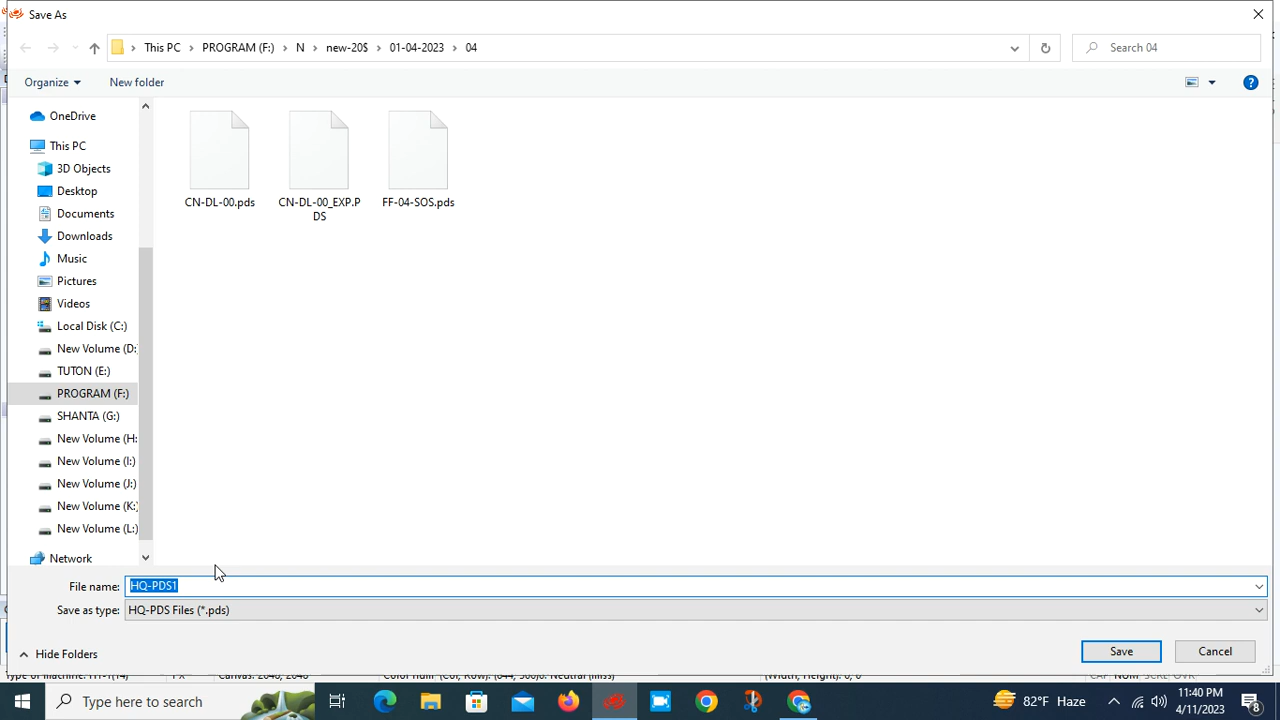 Save As
This PC > PROGRAM (F:) > N > new-20$ > 01-04-2023 > 04
Search 04
Organize
New folder
OneDrive
This PC
3D Objects
Desktop
Documents
Downloads
Music
Pictures
Videos
Local Disk (C:)
New Volume (D:
TUTON (E:)
PROGRAM (F:)
SHANTA (G:)
New Volume (H:
New Volume (I:)
New Volume (J:)
New Volume (K:)
New Volume (L:)
Network
CN-DL-00.pds
CN-DL-00_EXP.P
DS
FF-04-SOS.pds
File name: HQ-PDS1
Save as type: HQ-PDS Files (*.pds)
Hide Folders
Save
Cancel
Type here to search
82°F Haze
11:40 PM
4/11/2023
8